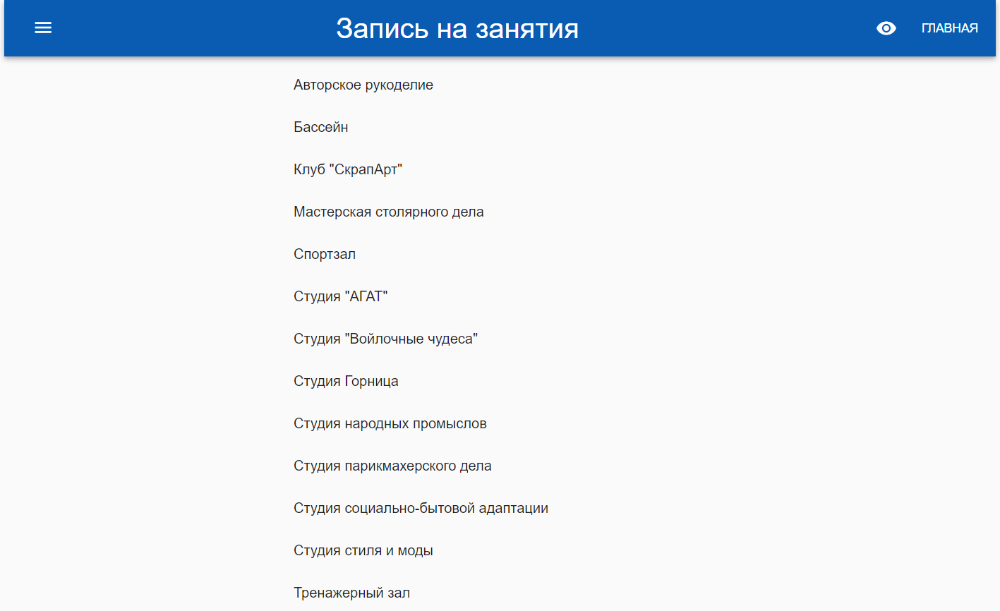 Запись на занятия
ГЛАВНАЯ
Авторское рукоделие
Бассейн
Клуб "СкрапАрт"
Мастерская столярного дела
Спортзал
Студия "АГАТ"
Студия "Войлочные чудеса"
Студия Горница
Студия народных промыслов
Студия парикмахерского дела
Студия социально-бытовой адаптации
Студия стиля и моды
Тренажерный зал